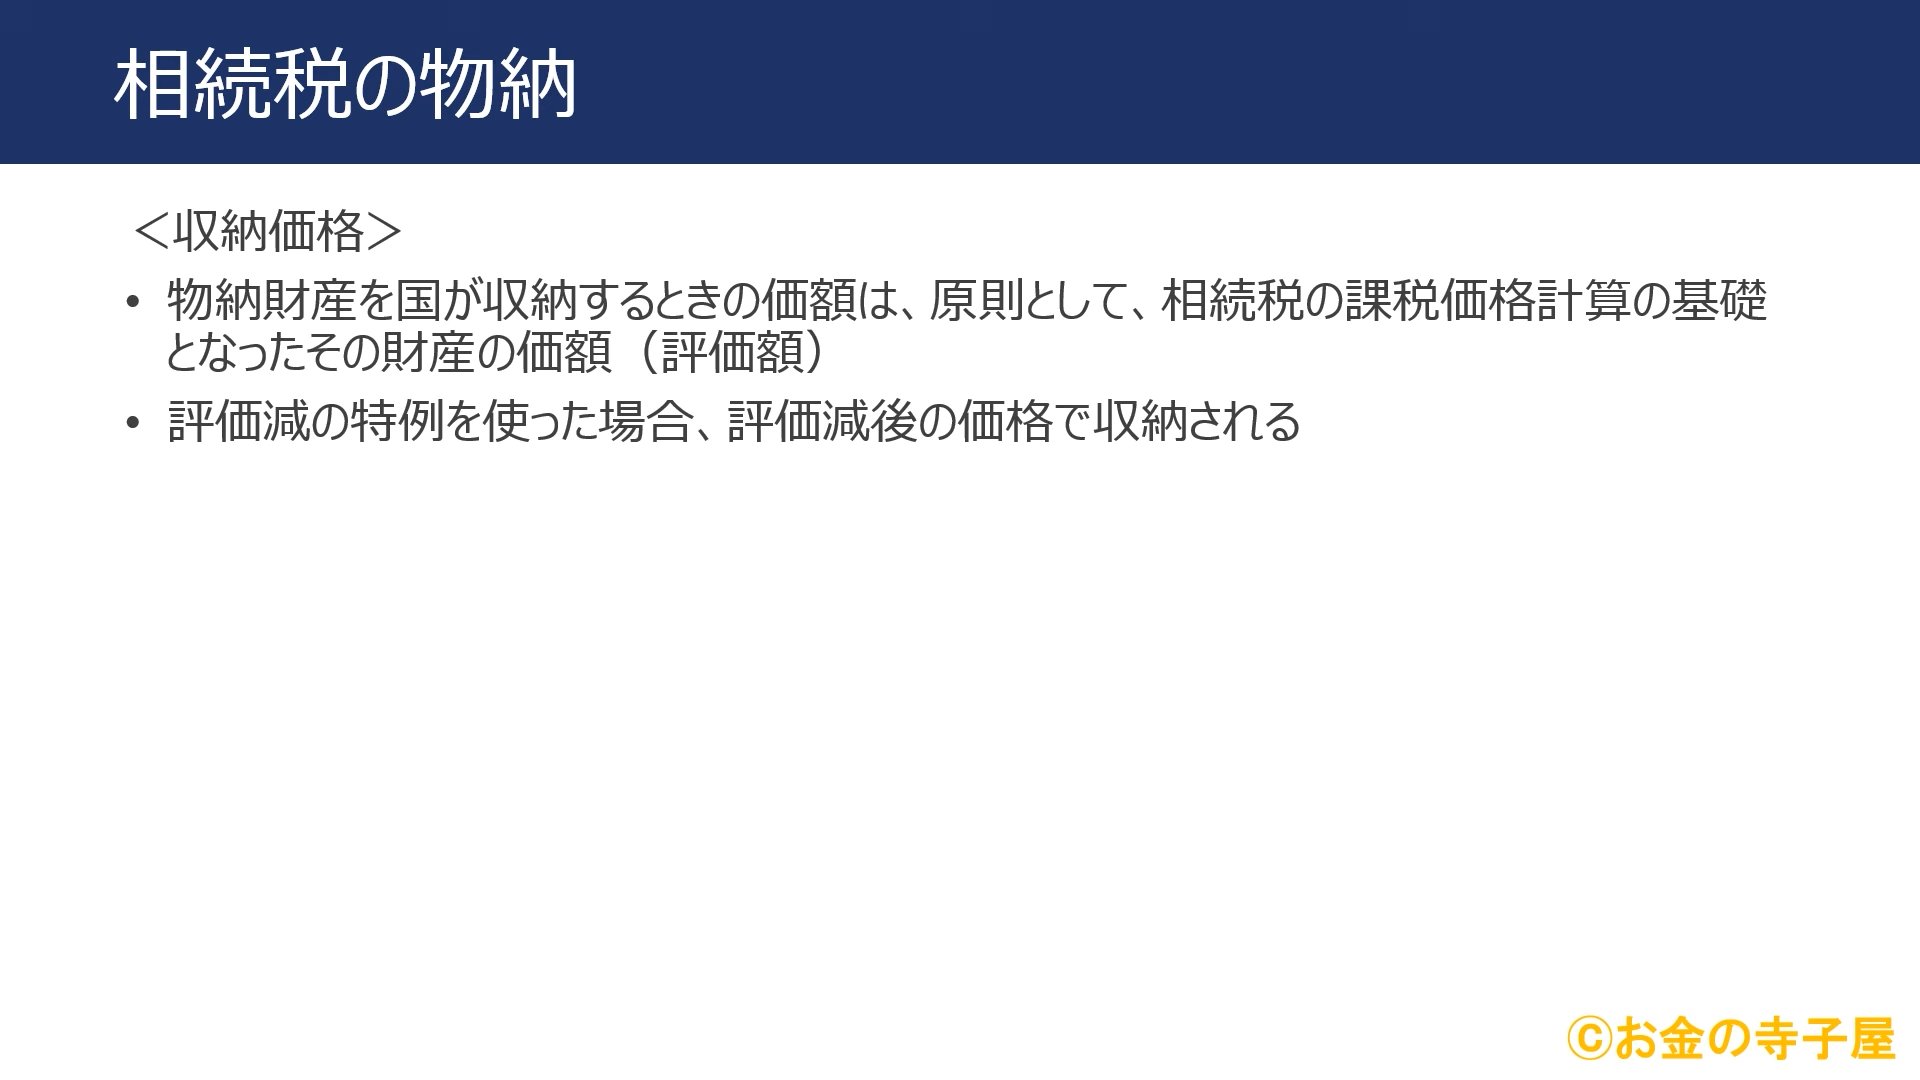 相続税の物納
＜収納価格＞
• 物納財産を国が収納するときの価額は、原則として、相続税の課税価格計算の基礎
となったその財産の価額（評価額）
• 評価減の特例を使った場合、評価減後の価格で収納される
©お金の寺子屋